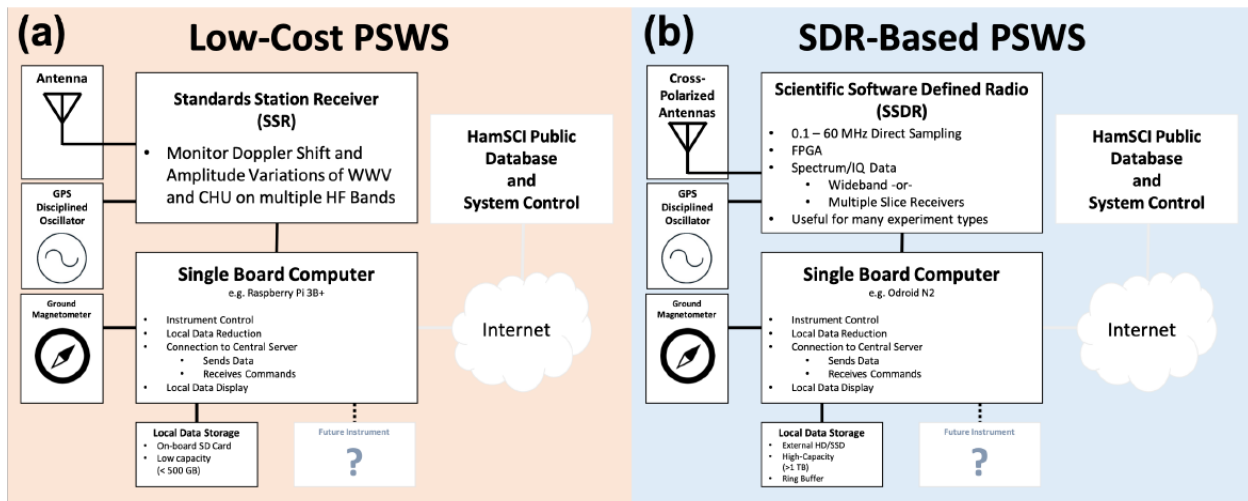 (a)
Low-Cost PSWS
Antenna
Standards Station Receiver
(SSR)
• Monitor Doppler Shift and
Amplitude Variations of WWV
and CHU on multiple HF Bands
GPS
Disciplined
Oscillator
HamSCI Public
Database
and
System Control
Single Board Computer
e.g. Raspberry Pi 3B+
• Instrument Control
• Local Data Reduction
• Connection to Central Server
• Sends Data
• Receives Commands
• Local Data Display
Ground
Magnetometer
Internet
Local Data Storage
• On-board SD Card
• Low capacity
(< 500 GB)
Future Instrument
?
(b)
SDR-Based PSWS
Cross-
Polarized
Antennas
Scientific Software Defined Radio
(SSDR)
• 0.1 – 60 MHz Direct Sampling
• FPGA
• Spectrum/IQ Data
• Wideband -or-
• Multiple Slice Receivers
• Useful for many experiment types
GPS
Disciplined
Oscillator
HamSCI Public
Database
and
System Control
Single Board Computer
e.g. Odroid N2
• Instrument Control
• Local Data Reduction
• Connection to Central Server
• Sends Data
• Receives Commands
• Local Data Display
Ground
Magnetometer
Internet
Local Data Storage
• External HD/SSD
• High-Capacity
(>1 TB)
• Ring Buffer
Future Instrument
?